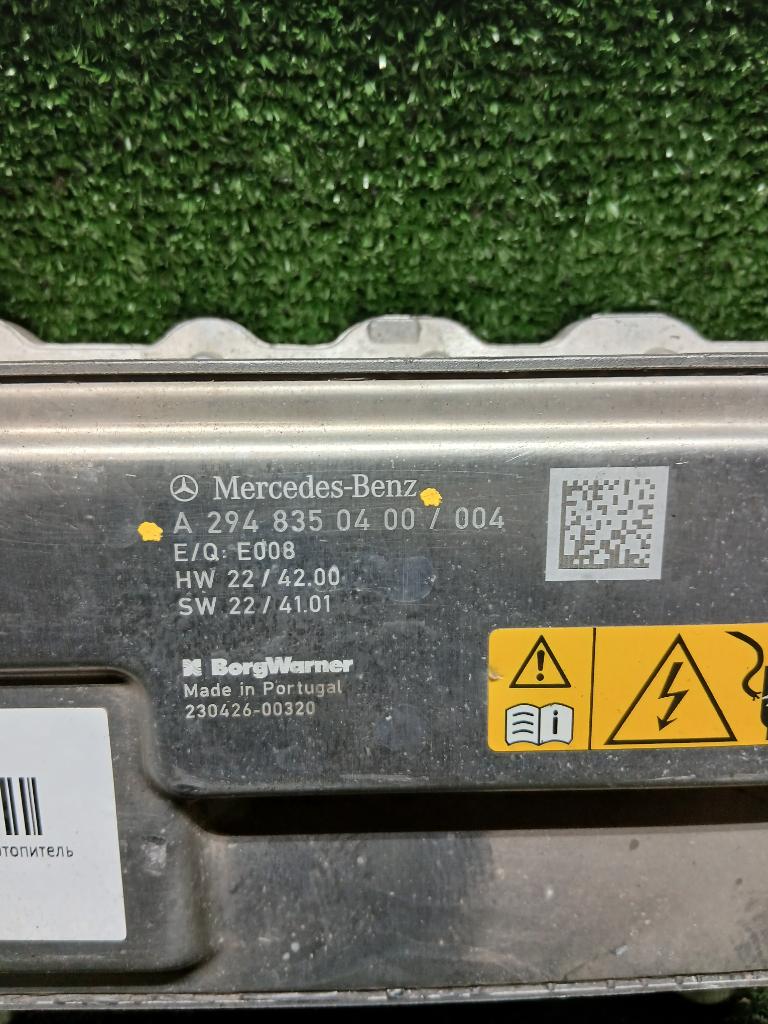 Mercedes-Benz
A 294 835 04 00 / 004
E/Q: E008
HW 22 / 42.00
SW 22 / 41.01
BorgWarner
Made in Portugal
230426-00320